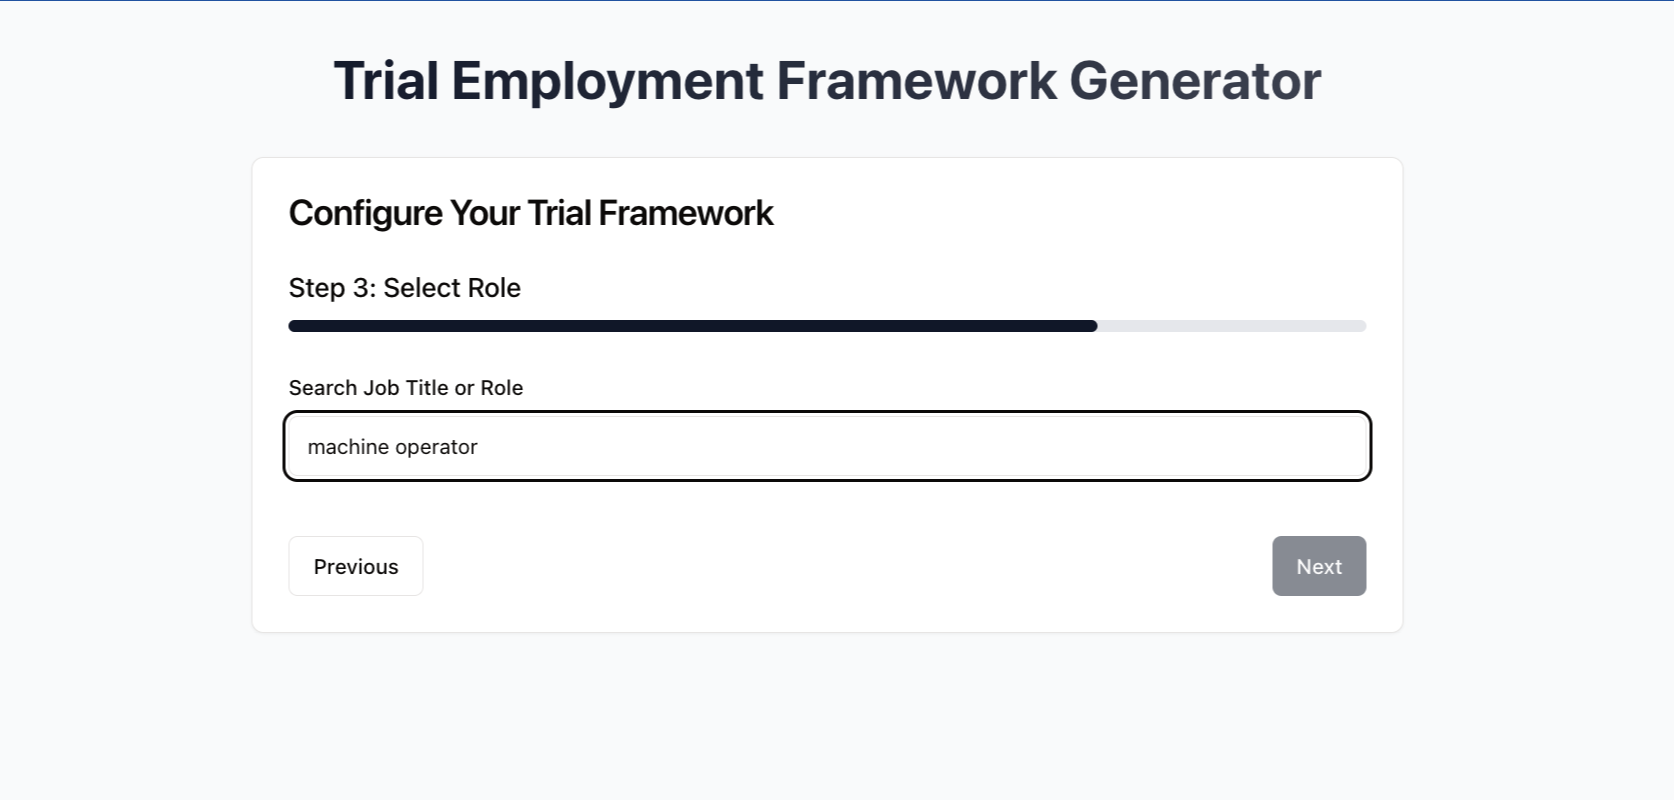 Trial Employment Framework Generator
Configure Your Trial Framework
Step 3: Select Role
Search Job Title or Role
machine operator
Previous
Next